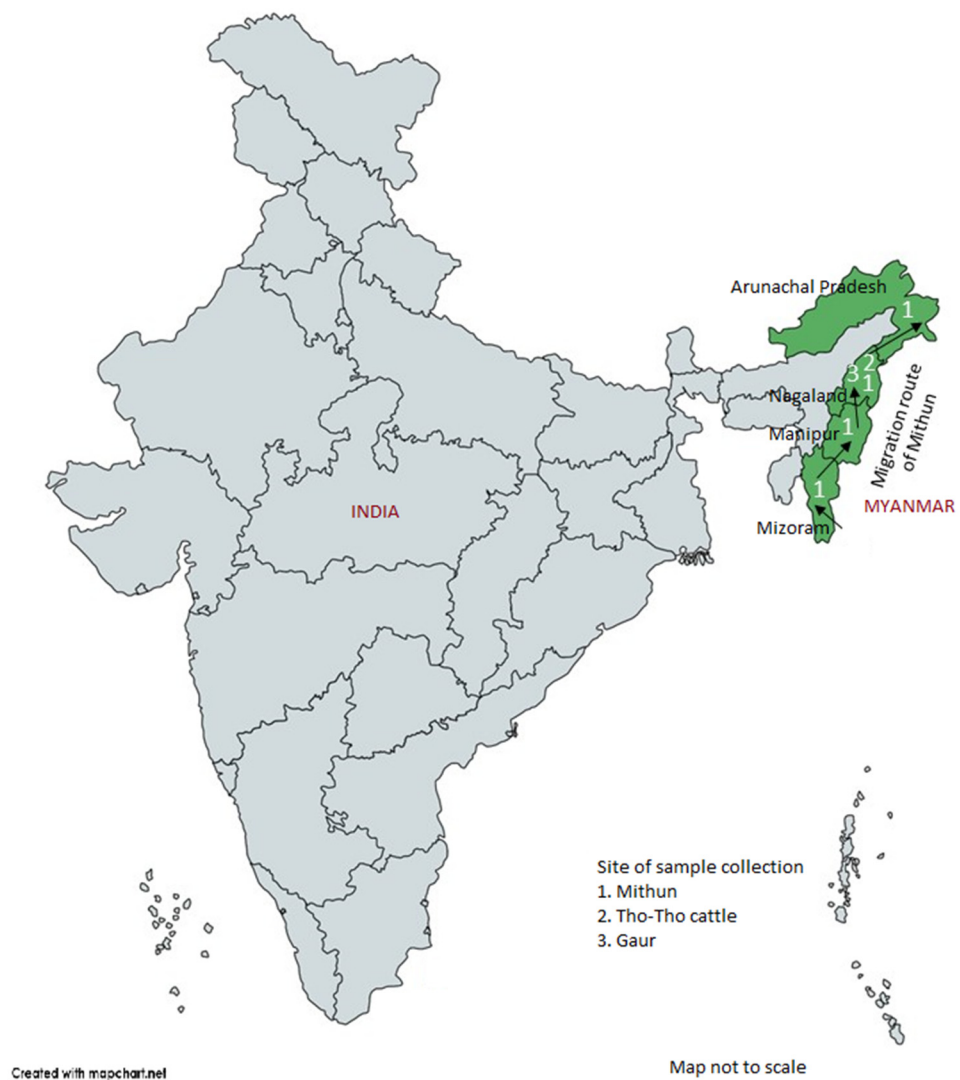 Arunachal Pradesh
1
2
3
1
Nagaland
1
Manipur
Migration route
of Mithun
1
Mizoram
MYANMAR
INDIA
Site of sample collection
1. Mithun
2. Tho-Tho cattle
3. Gaur
Map not to scale
Created with mapchart.net